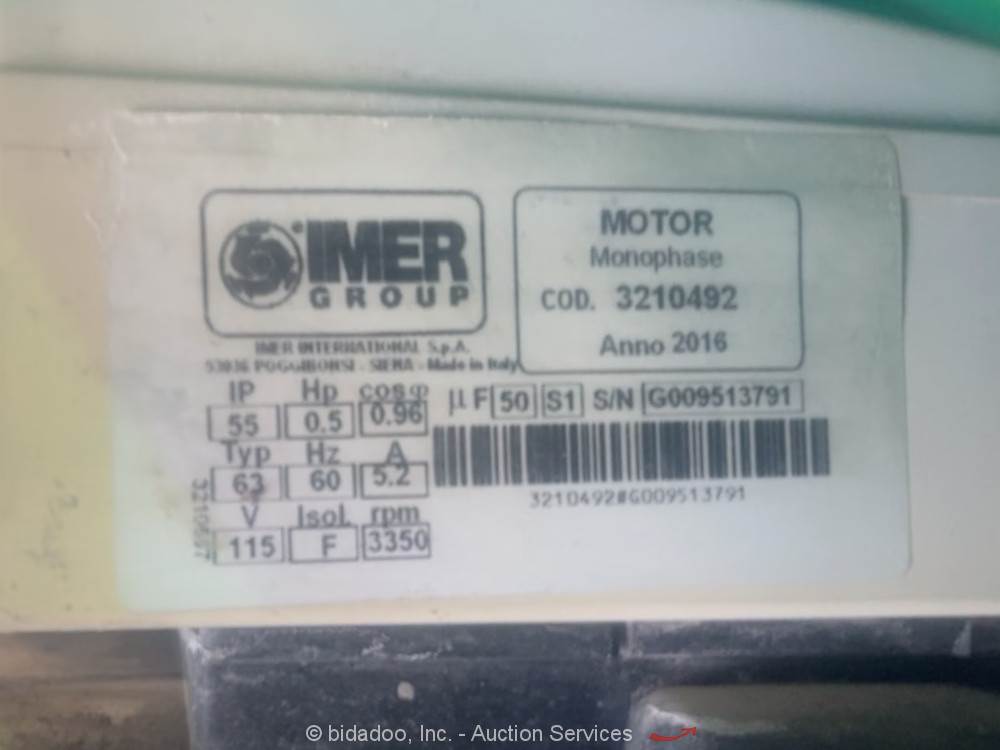 IMER
GROUP
MOTOR
Monophase
COD. 3210492
Anno 2016
IMER INTERNATIONAL S.p.A.
53036 POGGIBONSI - SIENA - Made in Italy
IP Hp cosφ
55 0.5 0.96
μF 50 S1 S/N G009513791
Typ Hz A
63 60 5.2
V Isol. rpm
115 F 3350
3210492#G009513791
© bidadoo, Inc. - Auction Services